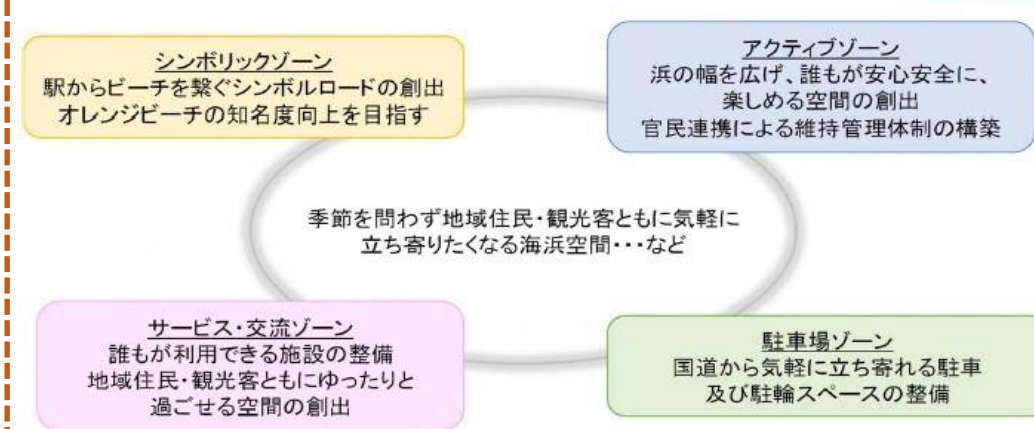 シンボリックゾーン
駅からビーチを繋ぐシンボルロードの創出
オレンジビーチの知名度向上を目指す
アクティブゾーン
浜の幅を広げ、誰もが安心安全に、
楽しめる空間の創出
官民連携による維持管理体制の構築
季節を問わず地域住民・観光客ともに気軽に
立ち寄りたくなる海浜空間・・・など
サービス・交流ゾーン
誰もが利用できる施設の整備
地域住民・観光客ともにゆったりと
過ごせる空間の創出
駐車場ゾーン
国道から気軽に立ち寄れる駐車
及び駐輪スペースの整備